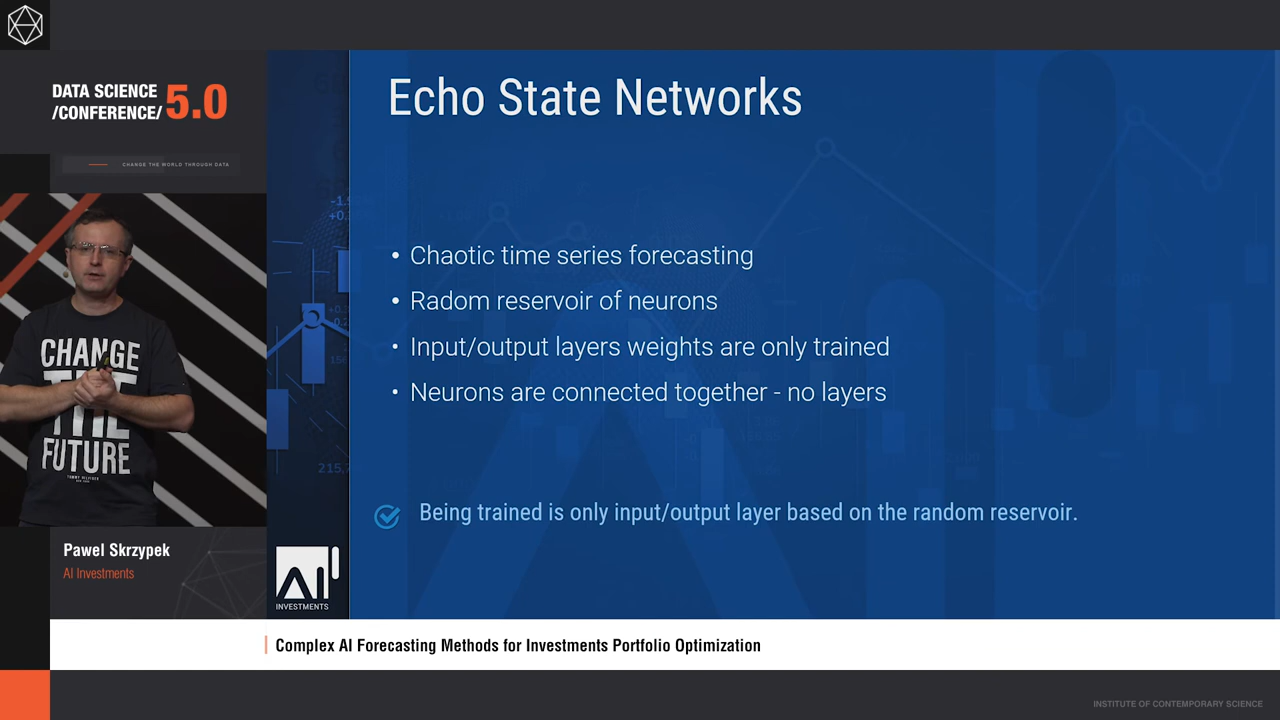 DATA SCIENCE
/CONFERENCE/ 5.0
CHANGE THE WORLD THROUGH DATA
Echo State Networks
• Chaotic time series forecasting
• Radom reservoir of neurons
• Input/output layers weights are only trained
• Neurons are connected together - no layers
Being trained is only input/output layer based on the random reservoir.
CHANGE
THE
FUTURE
215,
AI
INVESTMENTS
Pawel Skrzypek
AI Investments
Complex AI Forecasting Methods for Investments Portfolio Optimization
INSTITUTE OF CONTEMPORARY SCIENCE